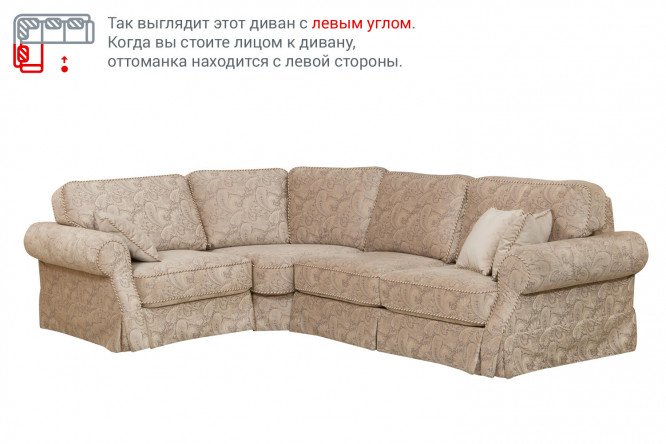 Так выглядит этот диван с левым углом.
Когда вы стоите лицом к дивану,
оттоманка находится с левой стороны.